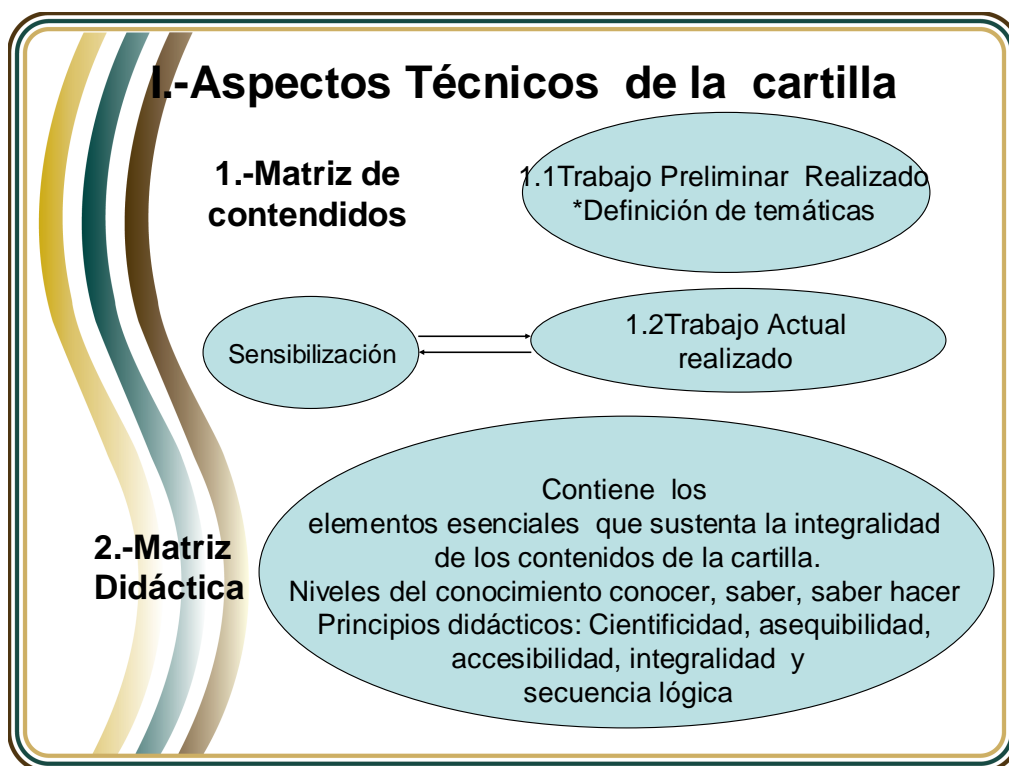 I.-Aspectos Técnicos de la cartilla
1.-Matriz de
contendidos
1.1Trabajo Preliminar Realizado
*Definición de temáticas
Sensibilización
1.2Trabajo Actual
realizado
2.-Matriz
Didáctica
Contiene los
elementos esenciales que sustenta la integralidad
de los contenidos de la cartilla.
Niveles del conocimiento conocer, saber, saber hacer
Principios didácticos: Cientificidad, asequibilidad,
accesibilidad, integralidad y
secuencia lógica